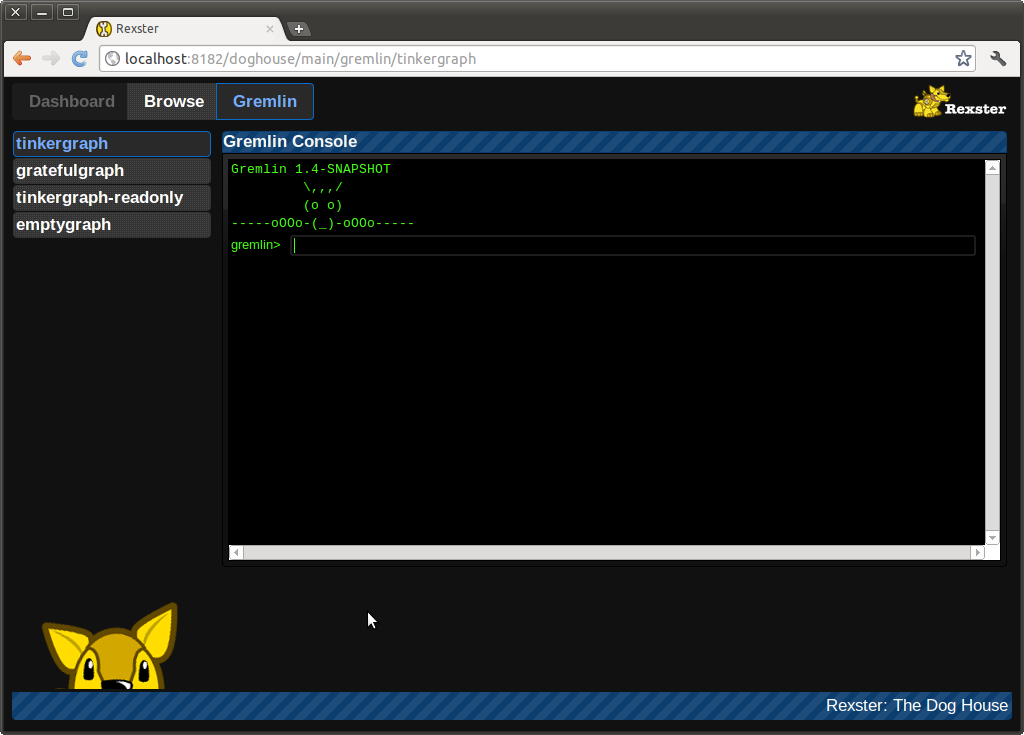 Rexster
localhost:8182/doghouse/main/gremlin/tinkergraph
Dashboard Browse Gremlin
Rexster
tinkergraph
gratefulgraph
tinkergraph-readonly
emptygraph
Gremlin Console
Gremlin 1.4-SNAPSHOT
\,,,/
(o o)
-----oOOo-(_)-oOOo-----
gremlin>
Rexster: The Dog House